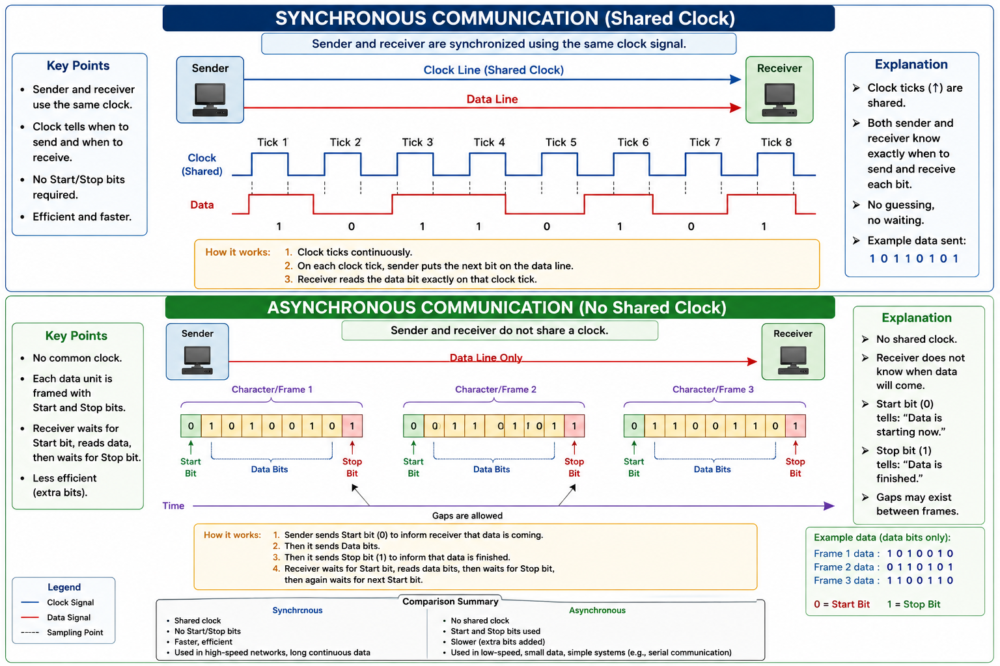 SYNCHRONOUS COMMUNICATION (Shared Clock)
Sender and receiver are synchronized using the same clock signal.
Key Points
• Sender and receiver
use the same clock.
• Clock tells when to
send and when to
receive.
• No Start/Stop bits
required.
• Efficient and faster.
Sender
Clock Line (Shared Clock)
Data Line
Receiver
Tick 1 Tick 2 Tick 3 Tick 4 Tick 5 Tick 6 Tick 7 Tick 8
Clock
(Shared)
Data
1 0 1 1 0 1 0 1
How it works: 1. Clock ticks continuously.
2. On each clock tick, sender puts the next bit on the data line.
3. Receiver reads the data bit exactly on that clock tick.
Explanation
➢ Clock ticks (↑) are
shared.
➢ Both sender and
receiver know
exactly when to
send and receive
each bit.
➢ No guessing,
no waiting.
➢ Example data sent:
1 0 1 1 0 1 0 1
ASYNCHRONOUS COMMUNICATION (No Shared Clock)
Sender and receiver do not share a clock.
Key Points
• No common clock.
• Each data unit is
framed with
Start and Stop bits.
• Receiver waits for
Start bit, reads data,
then waits for Stop bit.
• Less efficient
(extra bits).
Sender
Data Line Only
Receiver
Character/Frame 1
0 1 0 1 0 0 1 0 1
Start
Bit
Data Bits
Stop
Bit
Character/Frame 2
0 0 1 1 0 1 1 0 1 1
Start
Bit
Data Bits
Stop
Bit
Character/Frame 3
0 1 1 0 0 1 1 0 1
Start
Bit
Data Bits
Stop
Bit
Time
Gaps are allowed
How it works: 1. Sender sends Start bit (0) to inform receiver that data is coming.
2. Then it sends Data bits.
3. Then it sends Stop bit (1) to inform that data is finished.
4. Receiver waits for Start bit, reads data bits, then waits for Stop bit,
then again waits for next Start bit.
Explanation
➢ No shared clock.
➢ Receiver does not
know when data
will come.
➢ Start bit (0)
tells: “Data is
starting now.”
➢ Stop bit (1)
tells: “Data is
finished.”
➢ Gaps may exist
between frames.
Example data (data bits only):
Frame 1 data : 1 0 1 0 0 1 0
Frame 2 data : 0 1 1 0 1 0 1
Frame 3 data : 1 1 0 0 1 1 0
0 = Start Bit 1 = Stop Bit
Legend
Clock Signal
Data Signal
Sampling Point
Comparison Summary
Synchronous
• Shared clock
• No Start/Stop bits
• Faster, efficient
• Used in high-speed networks, long continuous data
Asynchronous
• No shared clock
• Start and Stop bits used
• Slower (extra bits added)
• Used in low-speed, small data, simple systems (e.g., serial communication)